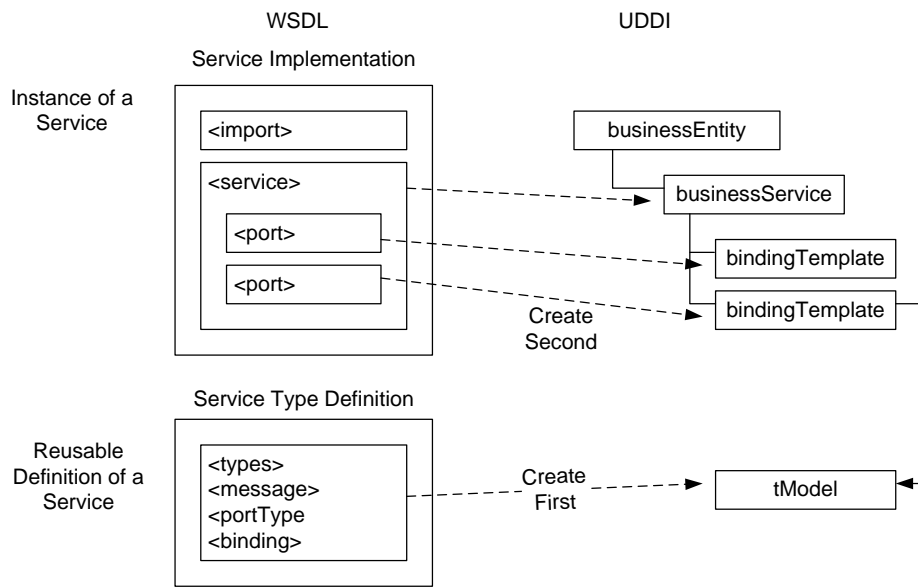 WSDL
UDDI
Service Implementation
Instance of a
Service
<import>
<service>
<port>
<port>
businessEntity
businessService
bindingTemplate
bindingTemplate
Create
Second
Service Type Definition
Reusable
Definition of a
Service
<types>
<message>
<portType
<binding>
Create
First
tModel